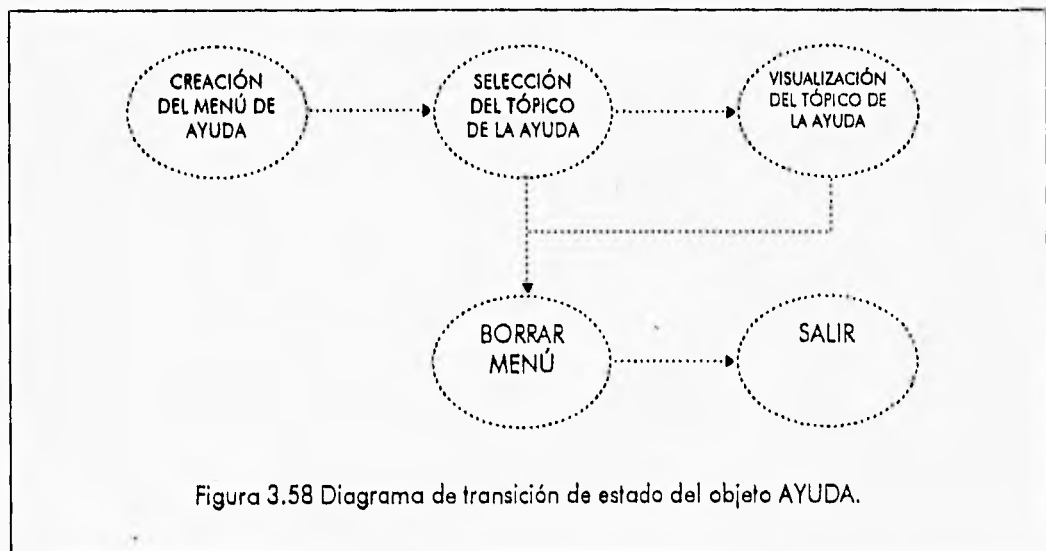 CREACIÓN
DEL MENÚ DE
AYUDA
SELECCIÓN
DEL TÓPICO
DE LA AYUDA
VISUALIZACIÓN
DEL TÓPICO DE
LA AYUDA
BORRAR
MENÚ
SALIR
Figura 3.58 Diagrama de transición de estado del objeto AYUDA.